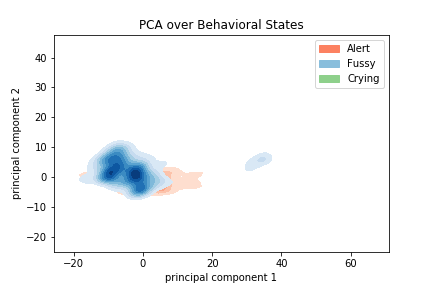 PCA over Behavioral States
Alert
Fussy
Crying
40
30
20
10
0
−10
−20
principal component 2
−20
0
20
40
60
principal component 1